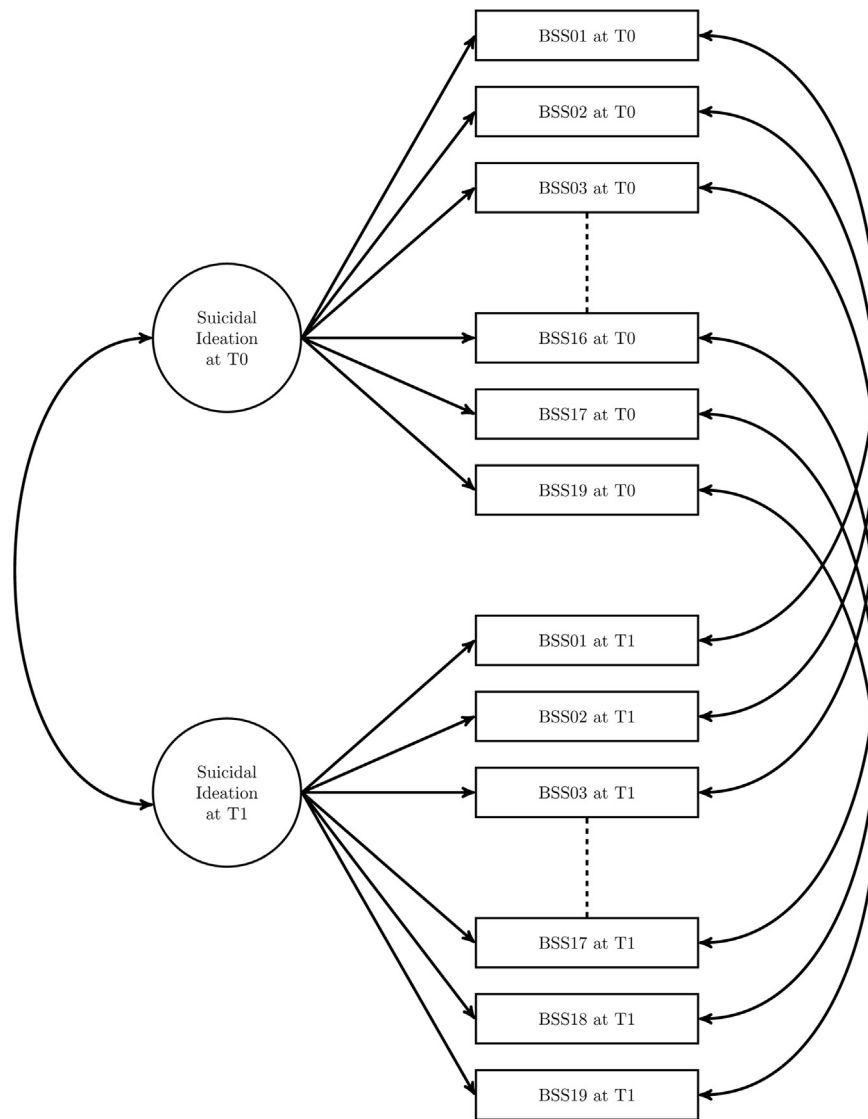 BSS01 at T0
BSS02 at T0
BSS03 at T0
Suicidal
Ideation
at T0
BSS16 at T0
BSS17 at T0
BSS19 at T0
BSS01 at T1
BSS02 at T1
Suicidal
Ideation
at T1
BSS03 at T1
BSS17 at T1
BSS18 at T1
BSS19 at T1